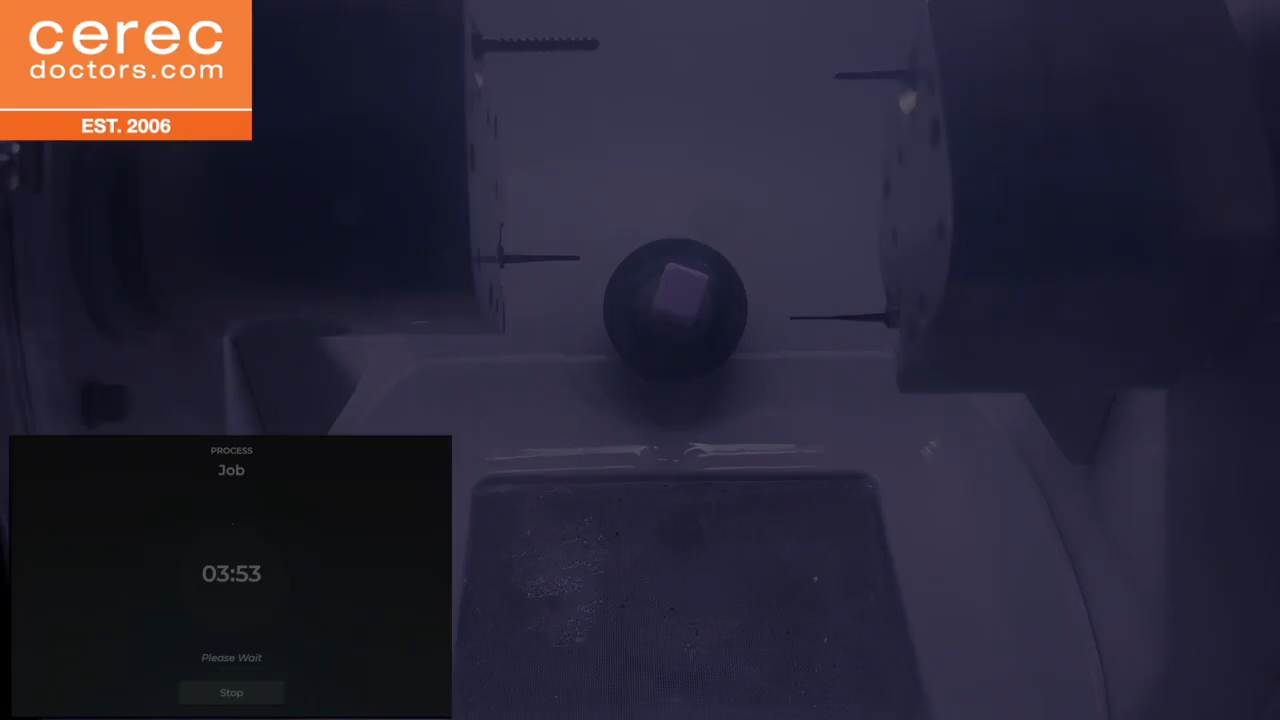 cerec
doctors.com
EST. 2006
PROCESS
Job
03:53
Please Wait
Stop